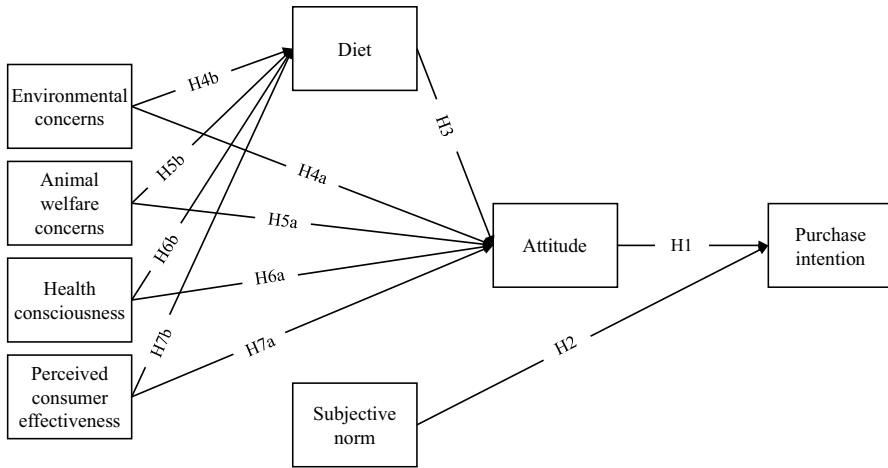 Diet
H4b
Environmental
concerns
H3
H5b
H4a
Animal
welfare
concerns
H5a
Attitude
H1
Purchase
intention
H6b
H6a
Health
consciousness
H7b
H7a
H2
Perceived
consumer
effectiveness
Subjective
norm